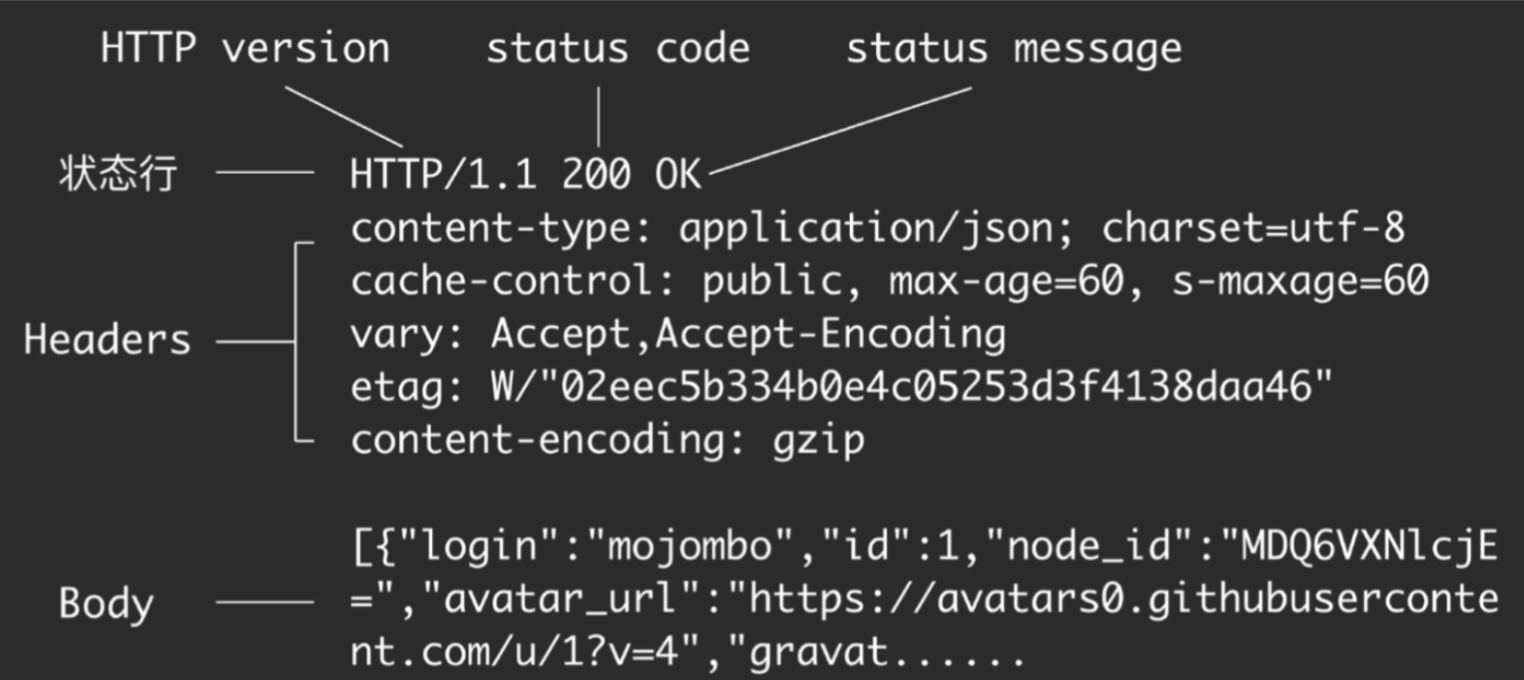 HTTP version status code status message
状态行 HTTP/1.1 200 OK
content-type: application/json; charset=utf-8
cache-control: public, max-age=60, s-maxage=60
vary: Accept,Accept-Encoding
Headers
etag: W/"02eec5b334b0e4c05253d3f4138daa46"
content-encoding: gzip
[{"login":"mojombo","id":1,"node_id":"MDQ6VXNlcjE
Body =","avatar_url":"https://avatars0.githubuserconte
nt.com/u/1?v=4","gravat......